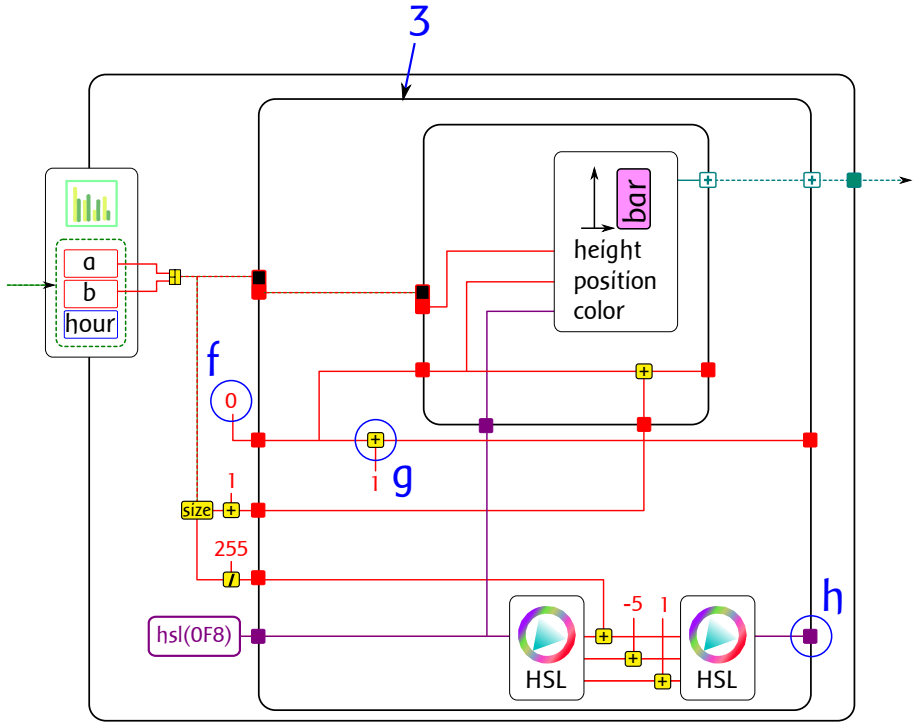 3
bar
height
position
color
a
b
hour
f
0
+
1
g
+
+
+
1
size
+
255
/
hsl(0F8)
-5
1
h
+
+
+
HSL
HSL